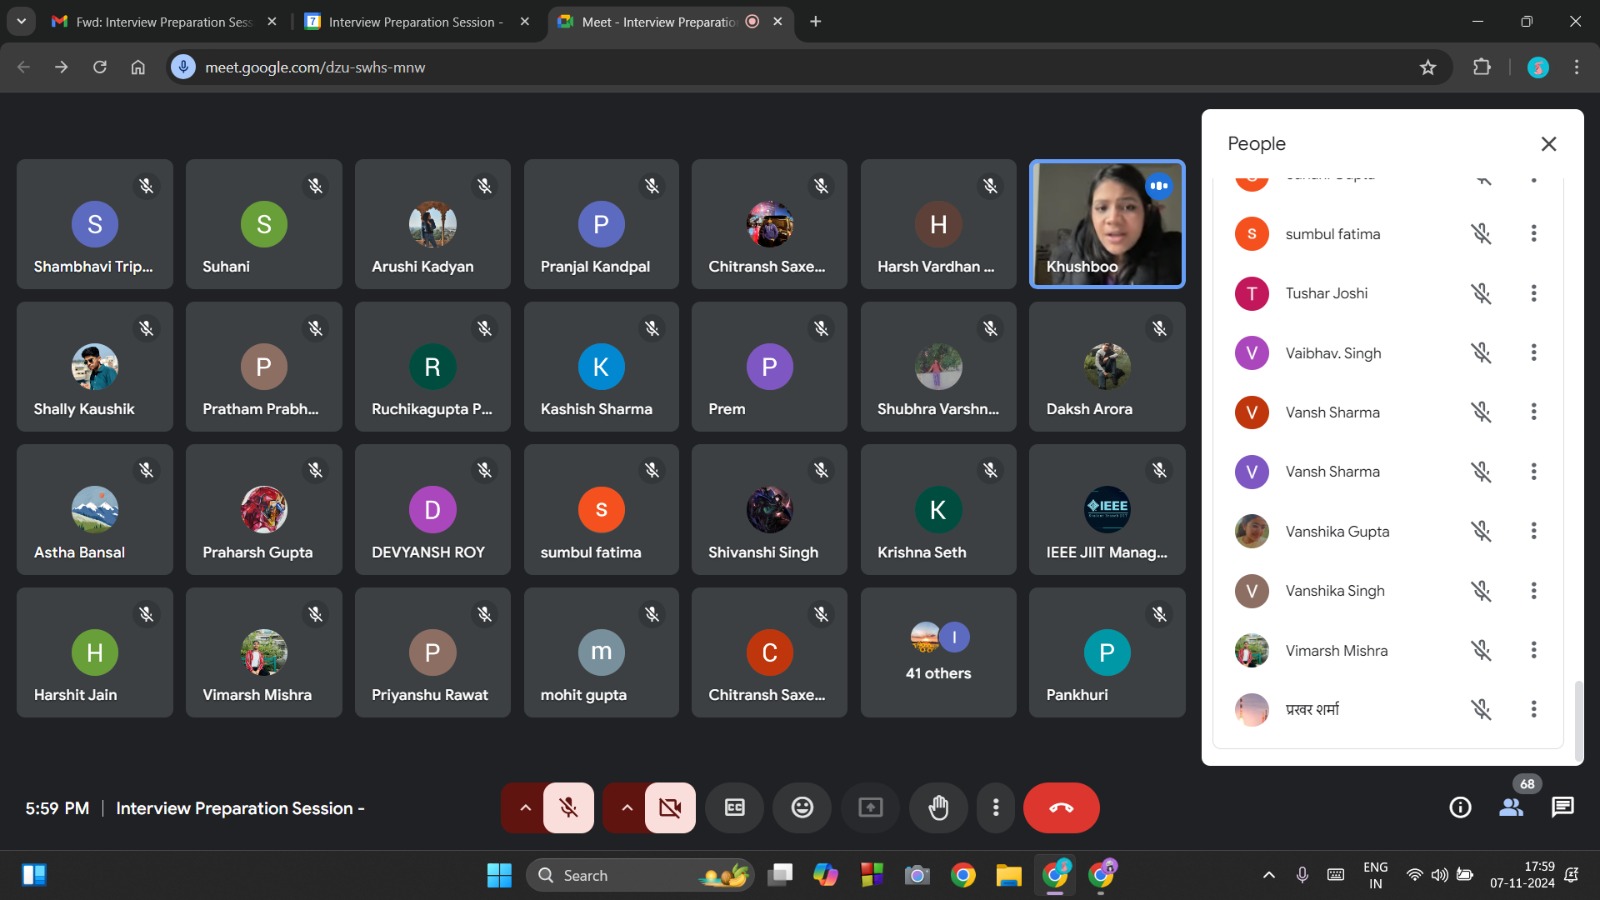 Fwd: Interview Preparation Ses
Interview Preparation Session -
Meet - Interview Preparatio
meet.google.com/dzu-swhs-mnw
People
S
Shambhavi Trip...
S
Suhani
Arushi Kadyan
P
Pranjal Kandpal
Chitransh Saxe...
H
Harsh Vardhan ...
Khushboo
Shally Kaushik
P
Pratham Prabh...
R
Ruchikagupta P...
K
Kashish Sharma
P
Prem
Shubhra Varshn...
Daksh Arora
Astha Bansal
Praharsh Gupta
D
DEVYANSH ROY
s
sumbul fatima
Shivanshi Singh
K
Krishna Seth
IEEE
IEEE JIIT Manag...
H
Harshit Jain
Vimarsh Mishra
P
Priyanshu Rawat
m
mohit gupta
C
Chitransh Saxe...
I
41 others
P
Pankhuri
s
sumbul fatima
T
Tushar Joshi
V
Vaibhav. Singh
V
Vansh Sharma
V
Vansh Sharma
Vanshika Gupta
V
Vanshika Singh
Vimarsh Mishra
प्रखर शर्मा
5:59 PM | Interview Preparation Session -
68
Search
ENG
IN
17:59
07-11-2024